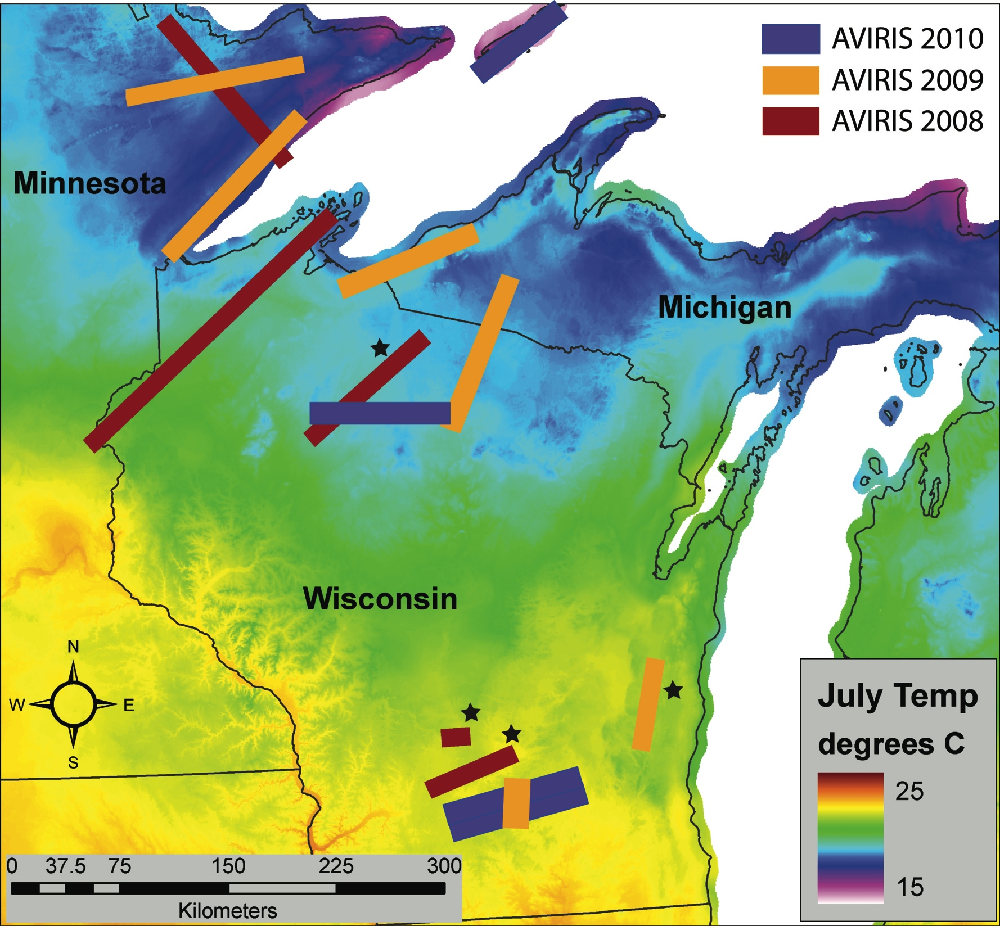 AVIRIS 2010
AVIRIS 2009
AVIRIS 2008
Minnesota
Michigan
Wisconsin
N
W E
S
July Temp
degrees C
25
15
0 37.5 75 150 225 300
Kilometers